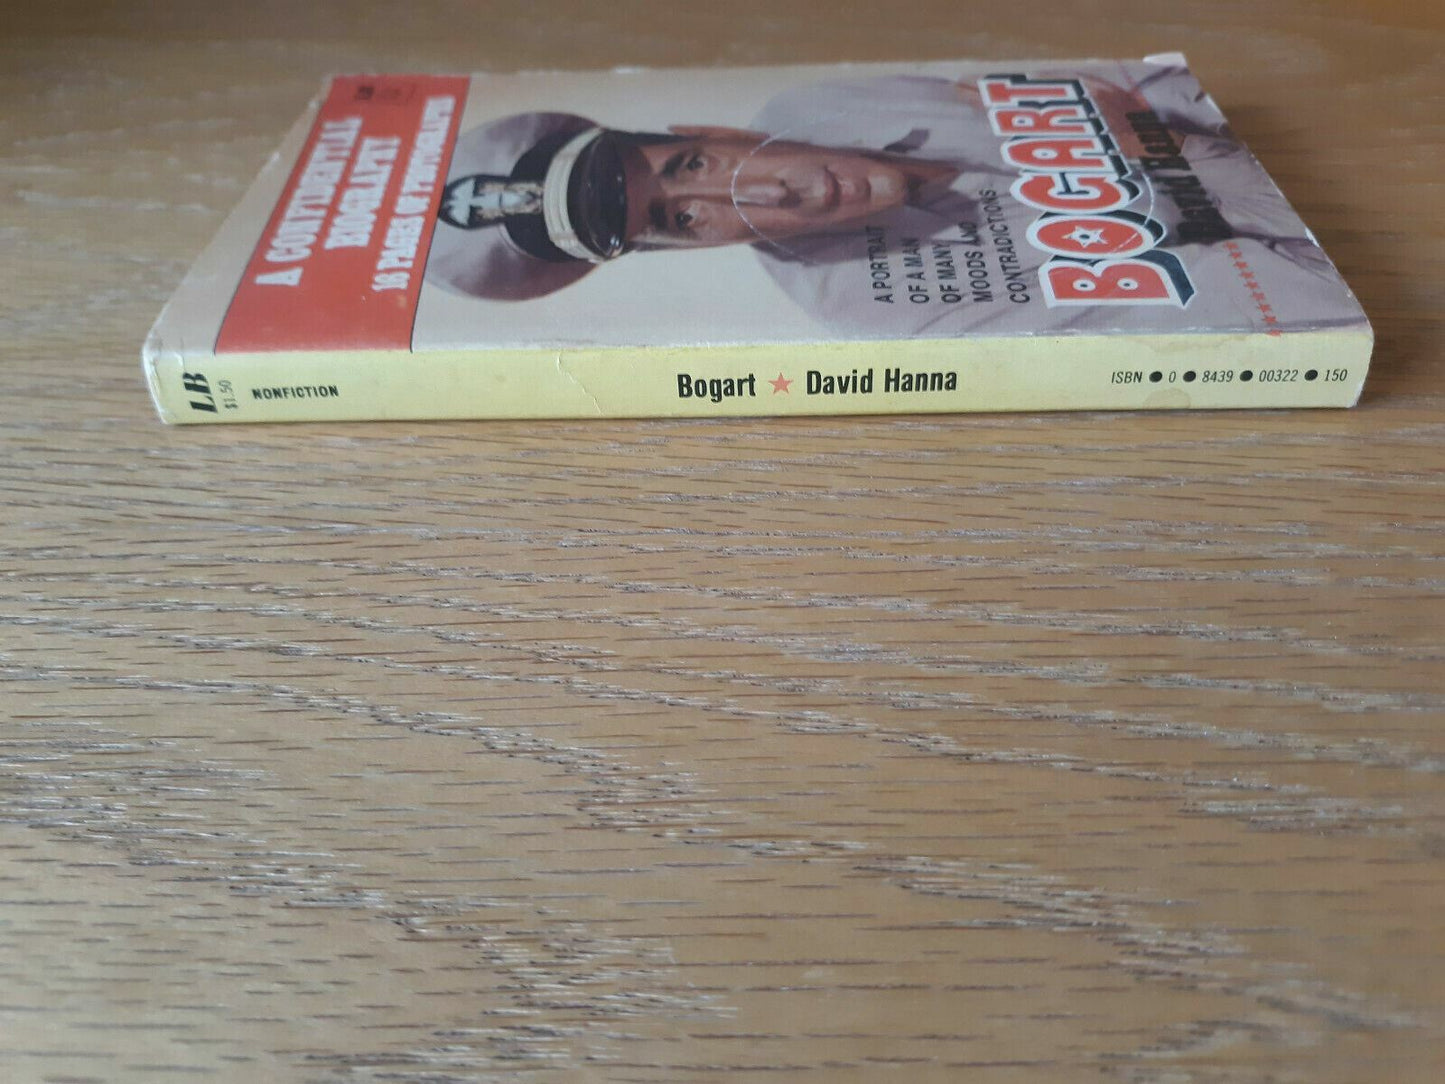 A CONFIDENTIAL
BIOGRAPHY
16 PAGES OF PHOTOGRAPHS
A PORTRAIT
OF A MAN
OF MANY
MOODS AND
CONTRADICTIONS
BOGART
David Hanna
LB
$1.50
NONFICTION
Bogart ★ David Hanna
ISBN ● 0 ● 8439 ● 00322 ● 150